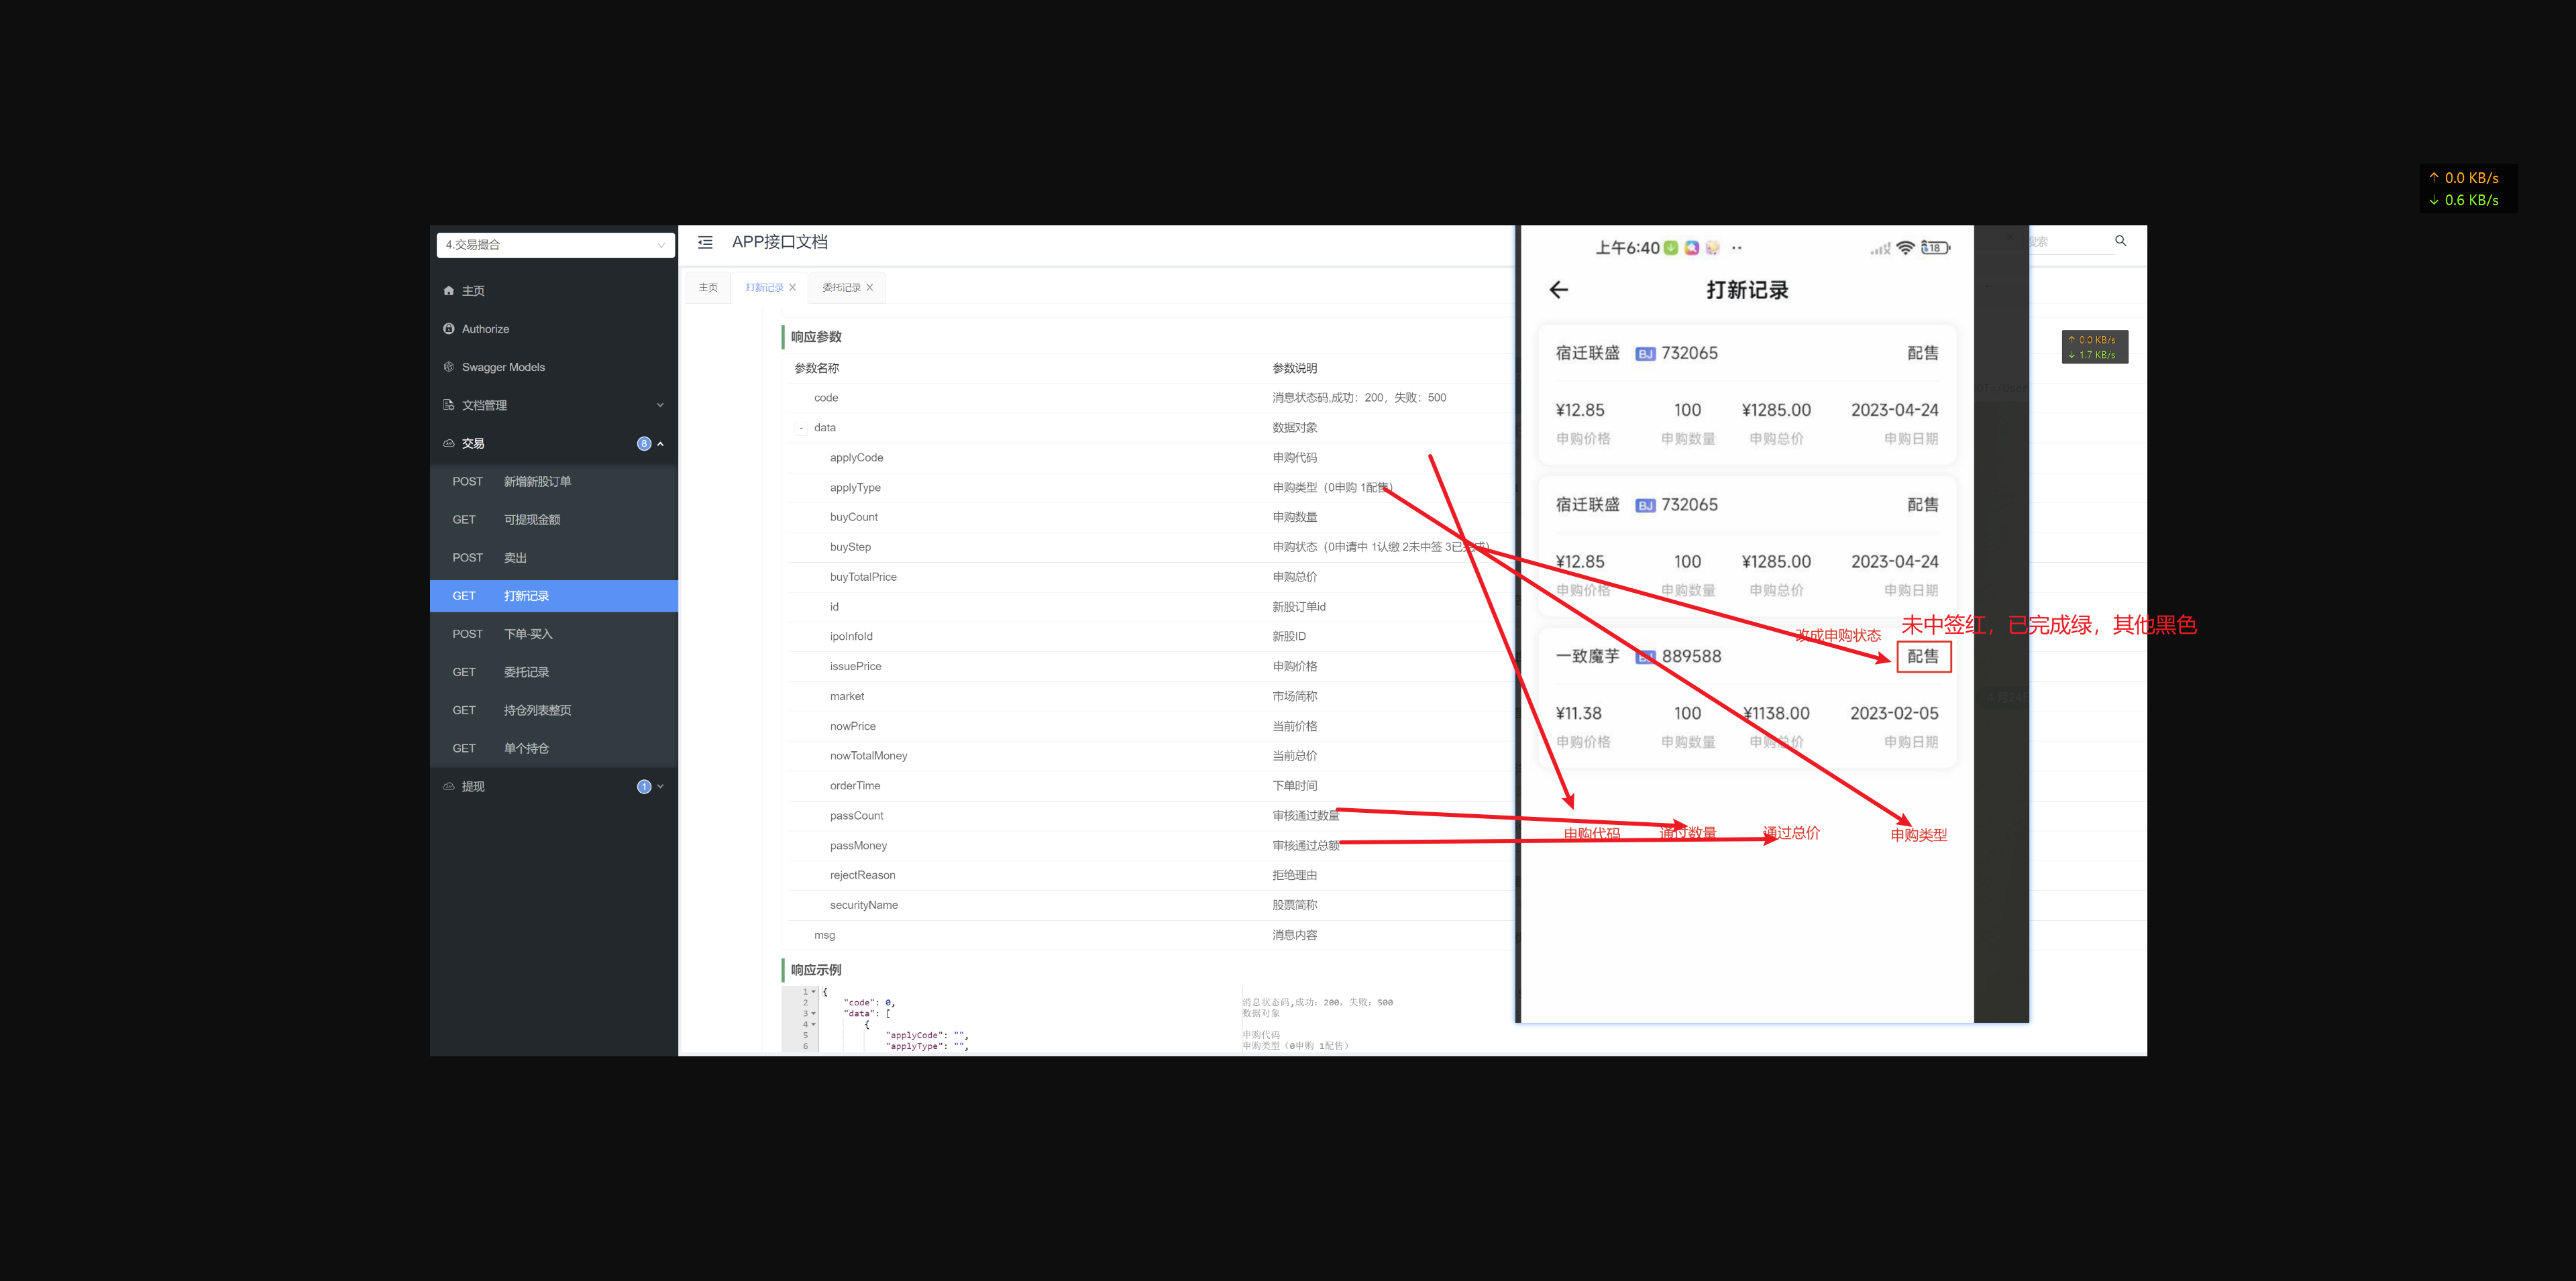 ↑ 0.0 KB/s
↓ 0.6 KB/s
4.交易撮合
主页
Authorize
Swagger Models
文档管理
交易 8
POST 新增新股订单
GET 可提现金额
POST 卖出
GET 打新记录
POST 下单-买入
GET 委托记录
GET 持仓列表整页
GET 单个持仓
提现 1
APP接口文档
搜索
主页 打新记录 委托记录
响应参数
参数名称 参数说明
code 消息状态码,成功：200，失败：500
- data 数据对象
applyCode 申购代码
applyType 申购类型（0申购 1配售）
buyCount 申购数量
buyStep 申购状态（0申请中 1认缴 2未中签 3已完成）
buyTotalPrice 申购总价
id 新股订单id
ipoInfoId 新股ID
issuePrice 申购价格
market 市场简称
nowPrice 当前价格
nowTotalMoney 当前总价
orderTime 下单时间
passCount 审核通过数量
passMoney 审核通过总额
rejectReason 拒绝理由
securityName 股票简称
msg 消息内容
响应示例
1 {
2 "code": 0, 消息状态码,成功：200，失败：500
3 "data": [ 数据对象
4 {
5 "applyCode": "", 申购代码
6 "applyType": "", 申购类型（0申购 1配售）
上午6:40 18
打新记录
宿迁联盛 BJ 732065 配售
¥12.85 100 ¥1285.00 2023-04-24
申购价格 申购数量 申购总价 申购日期
宿迁联盛 BJ 732065 配售
¥12.85 100 ¥1285.00 2023-04-24
申购价格 申购数量 申购总价 申购日期
未中签红，已完成绿，其他黑色
改成申购状态
一致魔芋 BJ 889588 配售
¥11.38 100 ¥1138.00 2023-02-05
申购价格 申购数量 申购总价 申购日期
申购代码 通过数量 通过总价 申购类型
↑ 0.0 KB/s
↓ 1.7 KB/s